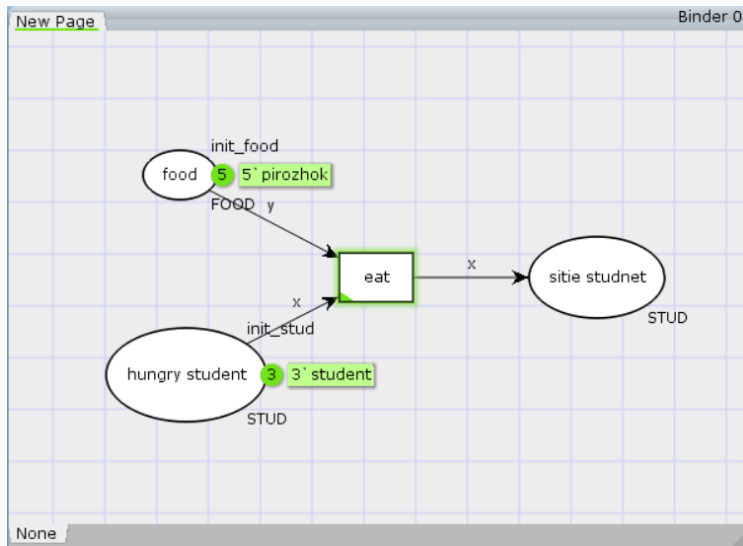 New Page
Binder 0
init_food
food
5
5`pirozhok
FOOD
y
eat
x
sitie studnet
STUD
x
init_stud
hungry student
3
3`student
STUD
None